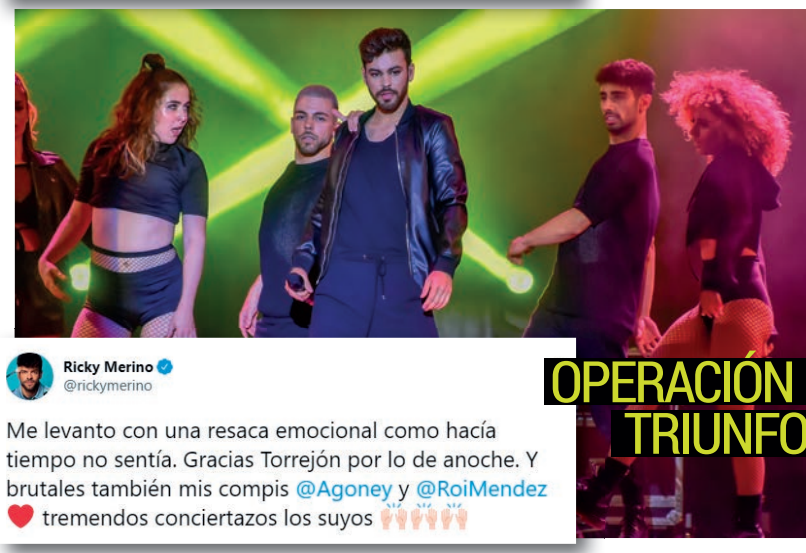 Ricky Merino
@rickymerino
Me levanto con una resaca emocional como hacía
tiempo no sentía. Gracias Torrejón por lo de anoche. Y
brutales también mis compis @Agoney y @RoiMendez
❤️ tremendos conciertazos los suyos 🙌🏻🙌🏻🙌🏻
OPERACIÓN
TRIUNFO